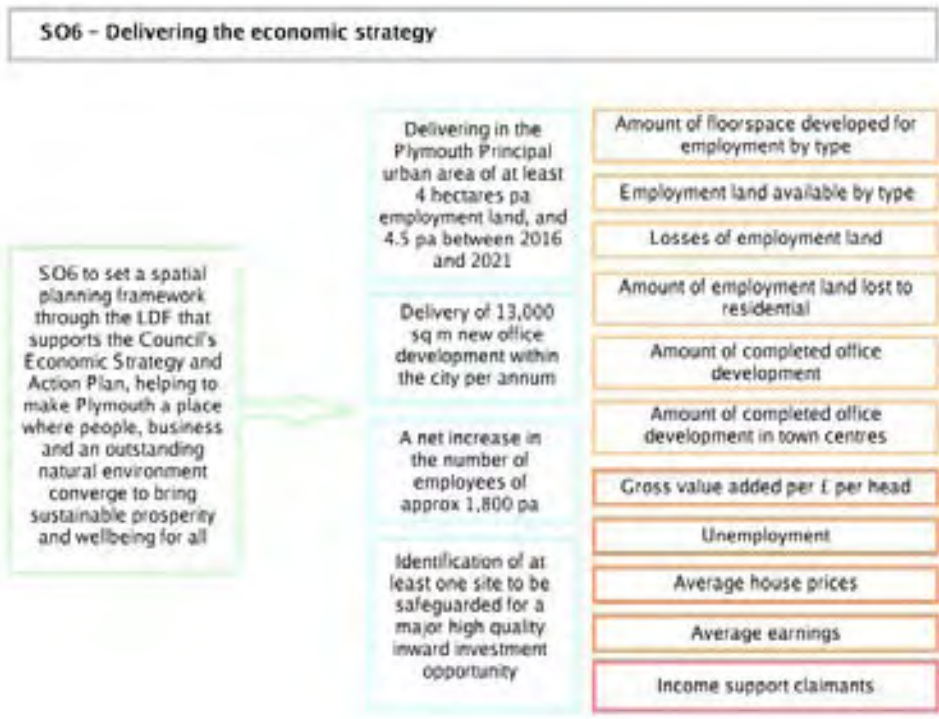 SO6 - Delivering the economic strategy
SO6 to set a spatial
planning framework
through the LDF that
supports the Council's
Economic Strategy and
Action Plan, helping to
make Plymouth a place
where people, business
and an outstanding
natural environment
converge to bring
sustainable prosperity
and wellbeing for all
Delivering in the
Plymouth Principal
urban area of at least
4 hectares pa
employment land, and
4.5 pa between 2016
and 2021
Delivery of 13,000
sq m new office
development within
the city per annum
A net increase in
the number of
employees of
approx 1,800 pa
Identification of at
least one site to be
safeguarded for a
major high quality
inward investment
opportunity
Amount of floorspace developed for
employment by type
Employment land available by type
Losses of employment land
Amount of employment land lost to
residential
Amount of completed office
development
Amount of completed office
development in town centres
Gross value added per £ per head
Unemployment
Average house prices
Average earnings
Income support claimants